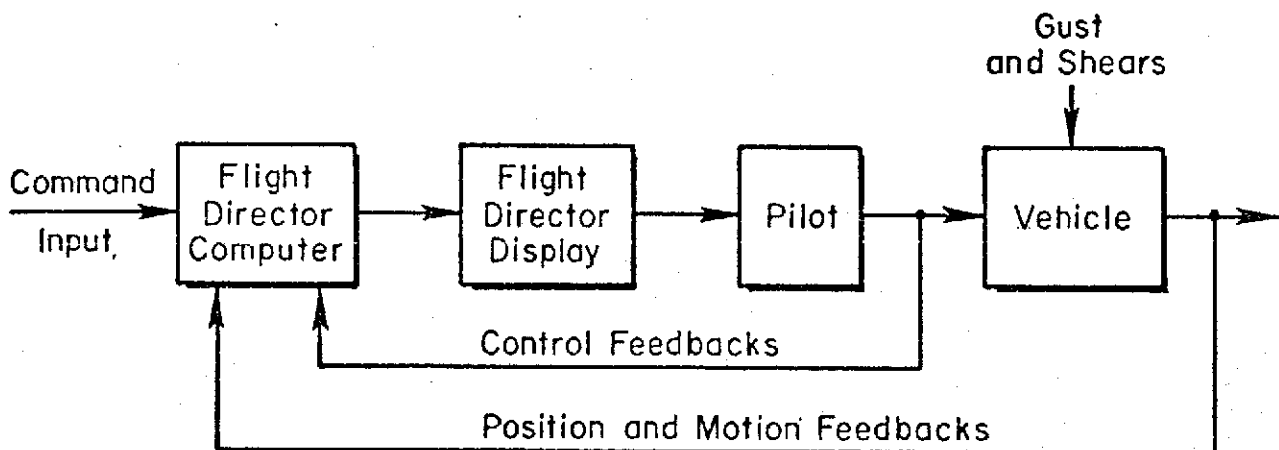 Gust
and Shears
Command
Input,
Flight
Director
Computer
Flight
Director
Display
Pilot
Vehicle
Control Feedbacks
Position and Motion Feedbacks